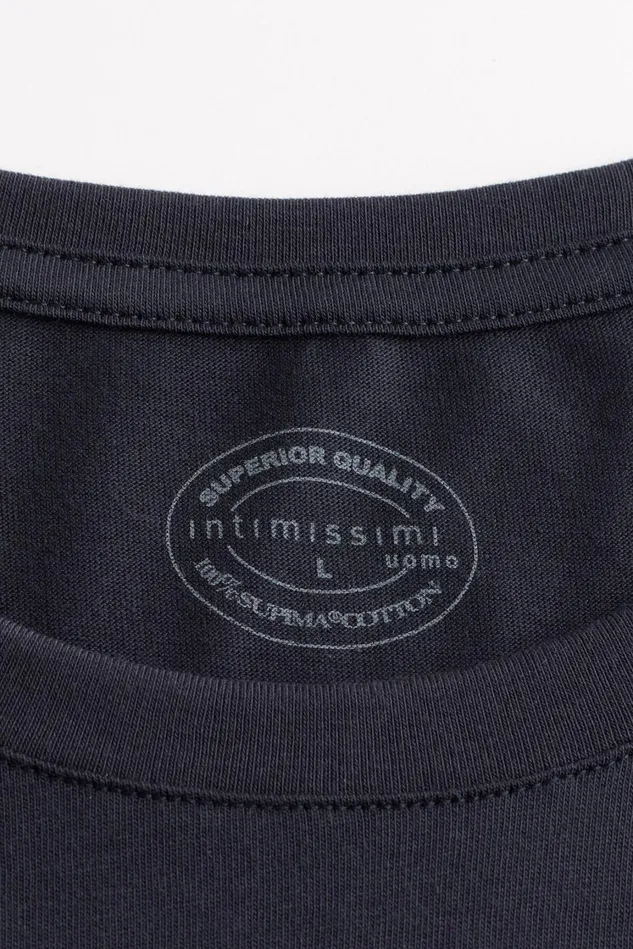 SUPERIOR QUALITY
intimissimi
uomo
L
100% SUPIMA® COTTON